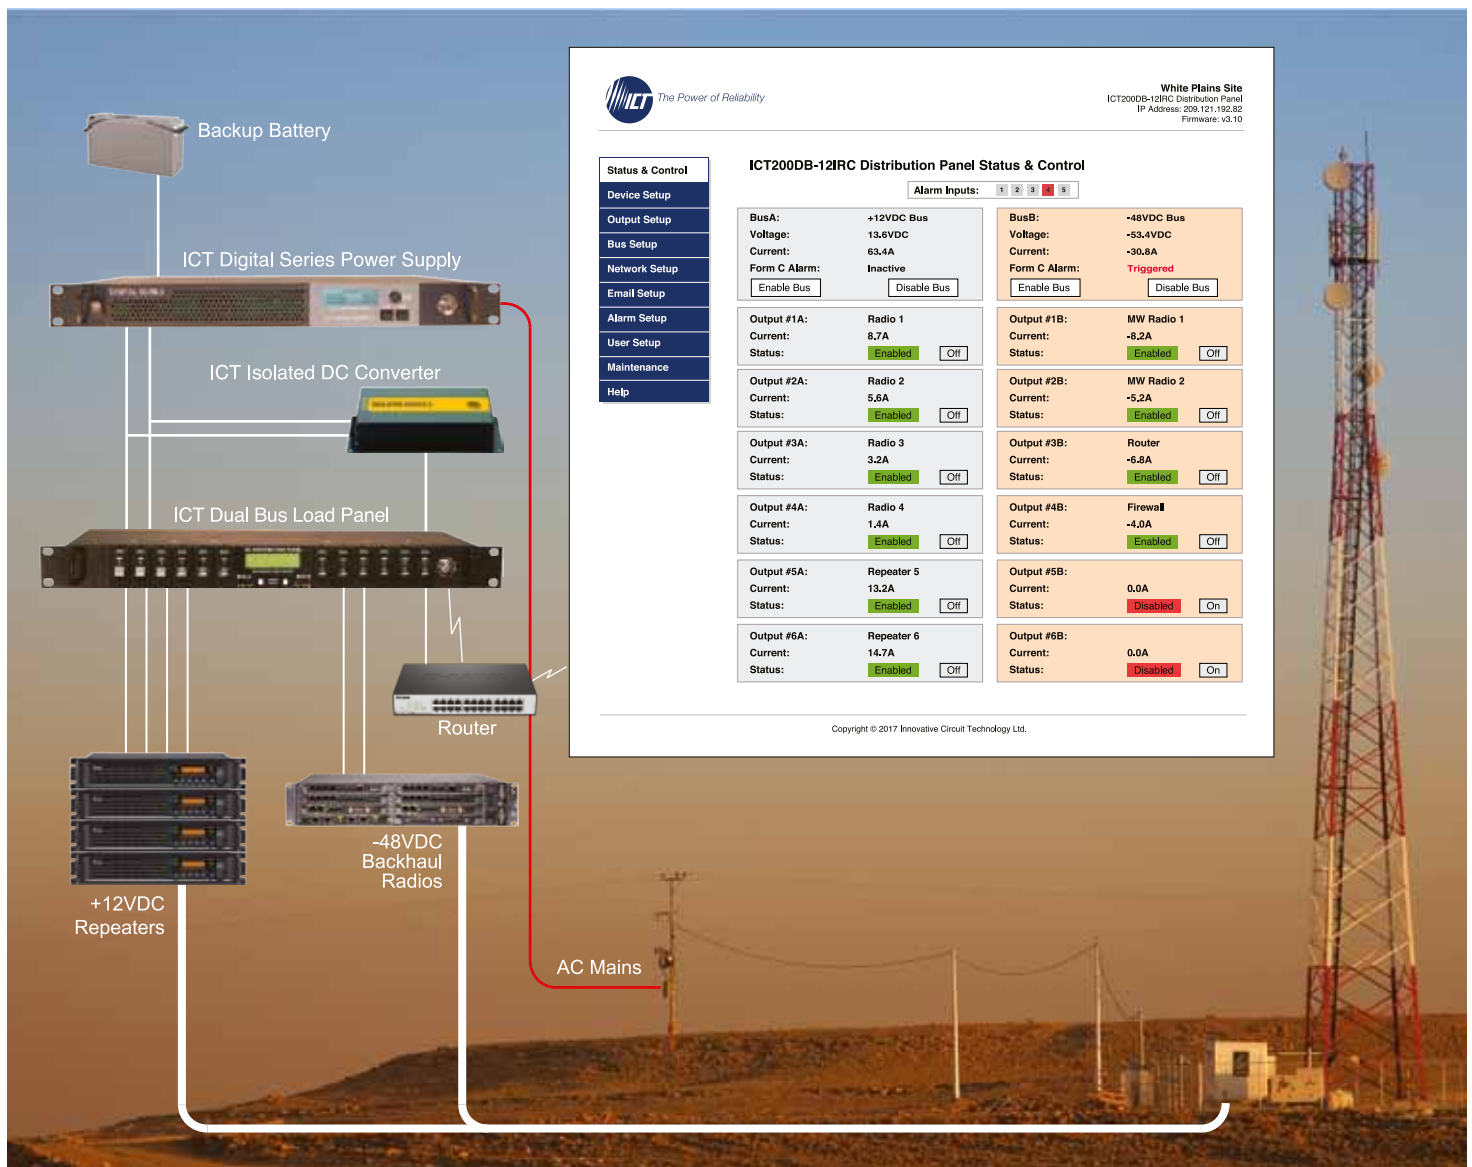 Backup Battery
ICT Digital Series Power Supply
ICT Isolated DC Converter
ICT Dual Bus Load Panel
Router
-48VDC
Backhaul
Radios
+12VDC
Repeaters
AC Mains
ICT
The Power of Reliability
White Plains Site
ICT200DB-12IRC Distribution Panel
IP Address: 209.121.192.82
Firmware: v3.10
Status & Control
Device Setup
Output Setup
Bus Setup
Network Setup
Email Setup
Alarm Setup
User Setup
Maintenance
Help
ICT200DB-12IRC Distribution Panel Status & Control
Alarm Inputs: 1 2 3 4 5
BusA: +12VDC Bus
Voltage: 13.6VDC
Current: 63.4A
Form C Alarm: Inactive
Enable Bus Disable Bus
BusB: -48VDC Bus
Voltage: -53.4VDC
Current: -30.8A
Form C Alarm: Triggered
Enable Bus Disable Bus
Output #1A: Radio 1
Current: 8.7A
Status: Enabled Off
Output #1B: MW Radio 1
Current: -8.2A
Status: Enabled Off
Output #2A: Radio 2
Current: 5.6A
Status: Enabled Off
Output #2B: MW Radio 2
Current: -5.2A
Status: Enabled Off
Output #3A: Radio 3
Current: 3.2A
Status: Enabled Off
Output #3B: Router
Current: -6.8A
Status: Enabled Off
Output #4A: Radio 4
Current: 1.4A
Status: Enabled Off
Output #4B: Firewall
Current: -4.0A
Status: Enabled Off
Output #5A: Repeater 5
Current: 13.2A
Status: Enabled Off
Output #5B:
Current: 0.0A
Status: Disabled On
Output #6A: Repeater 6
Current: 14.7A
Status: Enabled Off
Output #6B:
Current: 0.0A
Status: Disabled On
Copyright © 2017 Innovative Circuit Technology Ltd.